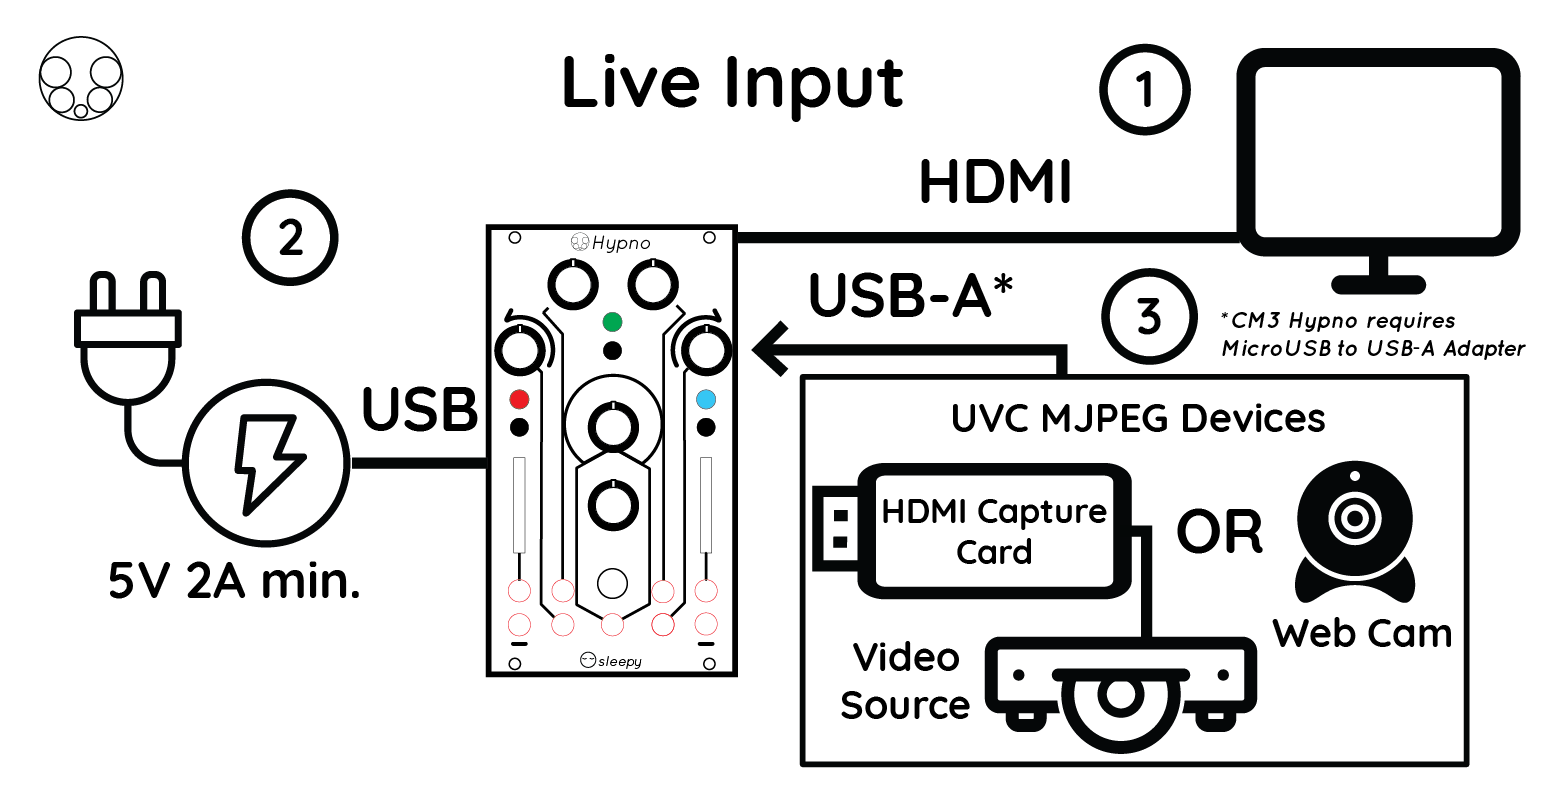 Live Input
1
HDMI
2
Hypno
USB-A*
3
*CM3 Hypno requires
MicroUSB to USB-A Adapter
USB
UVC MJPEG Devices
HDMI Capture
Card
OR
5V 2A min.
Web Cam
Video
Source
sleepy